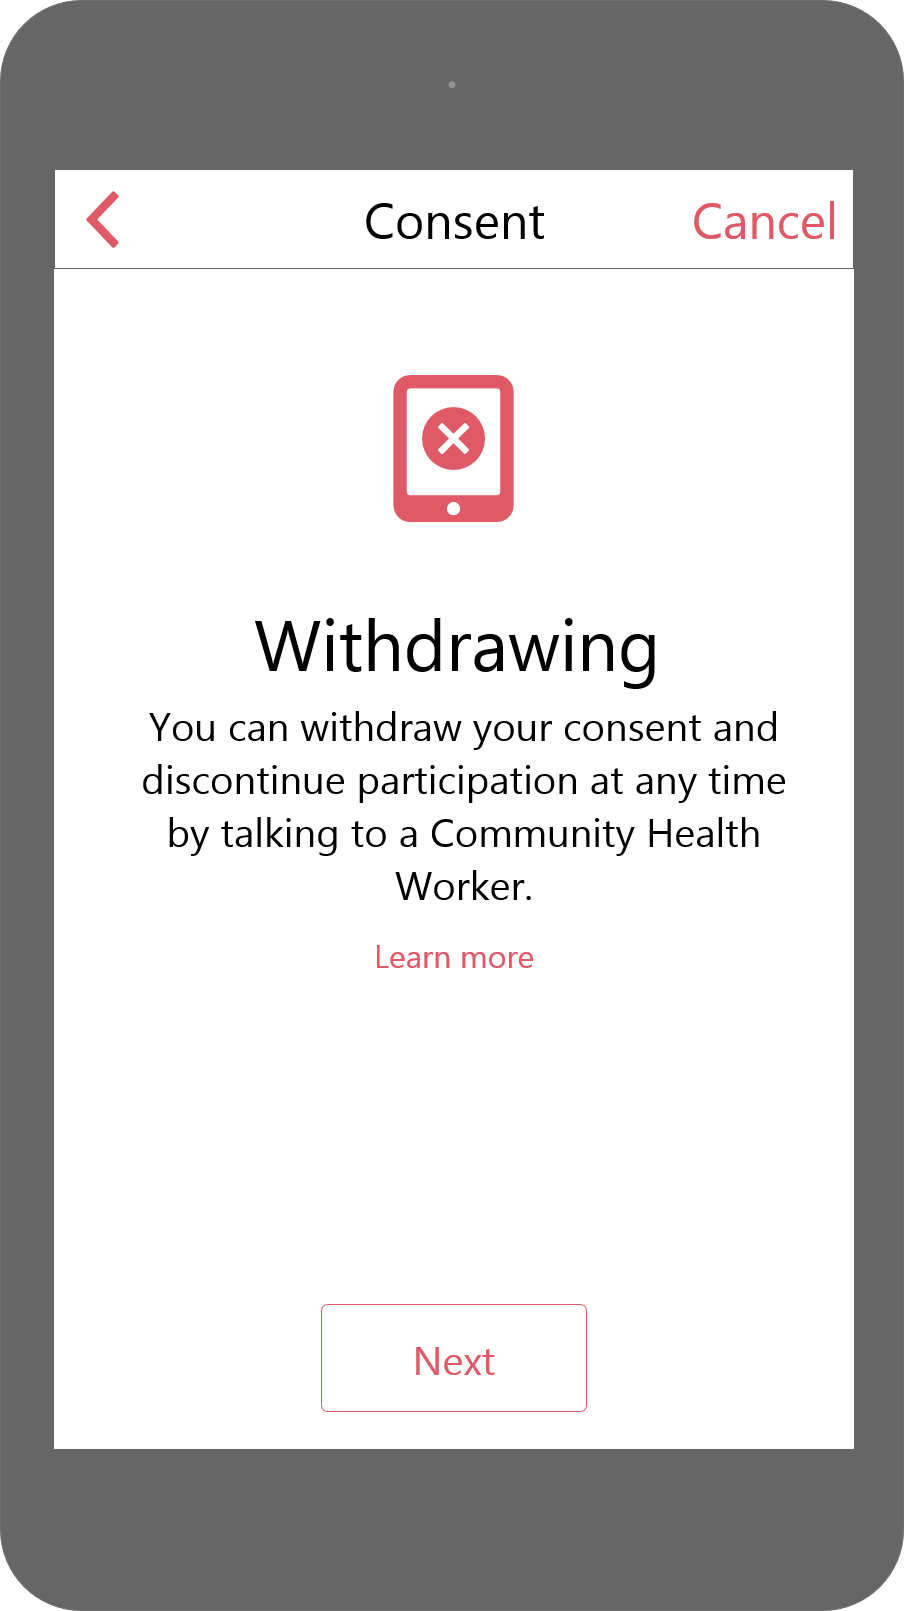 Consent
Cancel
Withdrawing
You can withdraw your consent and
discontinue participation at any time
by talking to a Community Health
Worker.
Learn more
Next